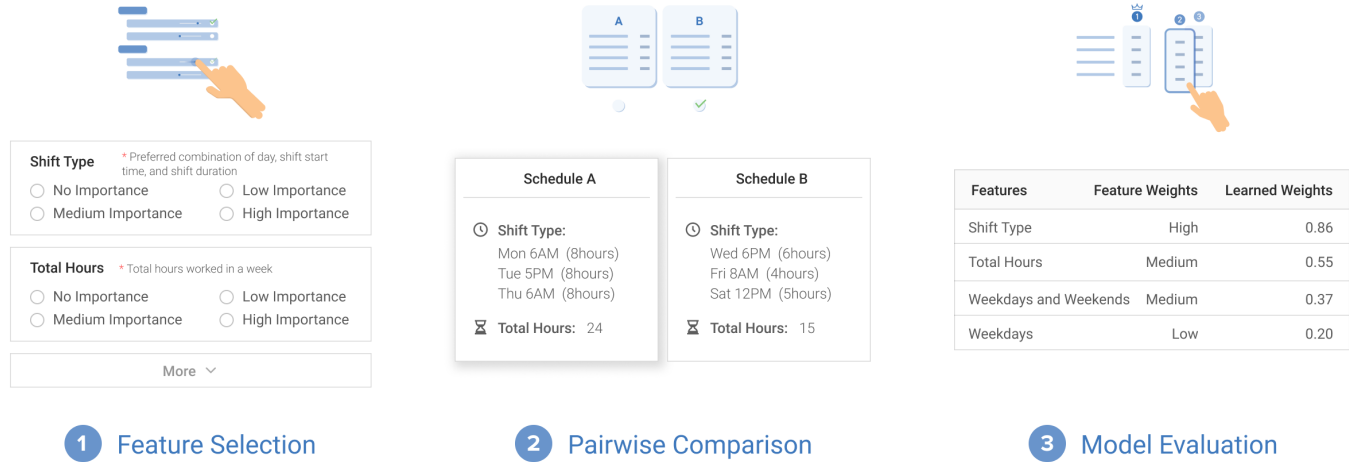 A
B
1
2
3
Shift Type * Preferred combination of day, shift start
time, and shift duration
No Importance Low Importance
Medium Importance High Importance
Total Hours * Total hours worked in a week
No Importance Low Importance
Medium Importance High Importance
More
Schedule A
Shift Type:
Mon 6AM (8hours)
Tue 5PM (8hours)
Thu 6AM (8hours)
Total Hours: 24
Schedule B
Shift Type:
Wed 6PM (6hours)
Fri 8AM (4hours)
Sat 12PM (5hours)
Total Hours: 15
Features Feature Weights Learned Weights
Shift Type High 0.86
Total Hours Medium 0.55
Weekdays and Weekends Medium 0.37
Weekdays Low 0.20
1 Feature Selection
2 Pairwise Comparison
3 Model Evaluation